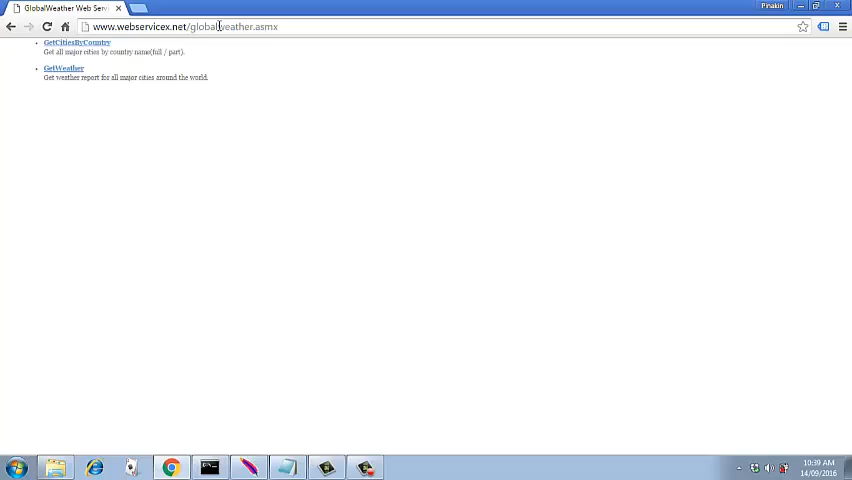 GlobalWeather Web Servi
Pinakin
www.webservicex.net/globalweather.asmx
GetCitiesByCountry
Get all major cities by country name(full / part).
GetWeather
Get weather report for all major cities around the world.
10:39 AM
14/09/2016